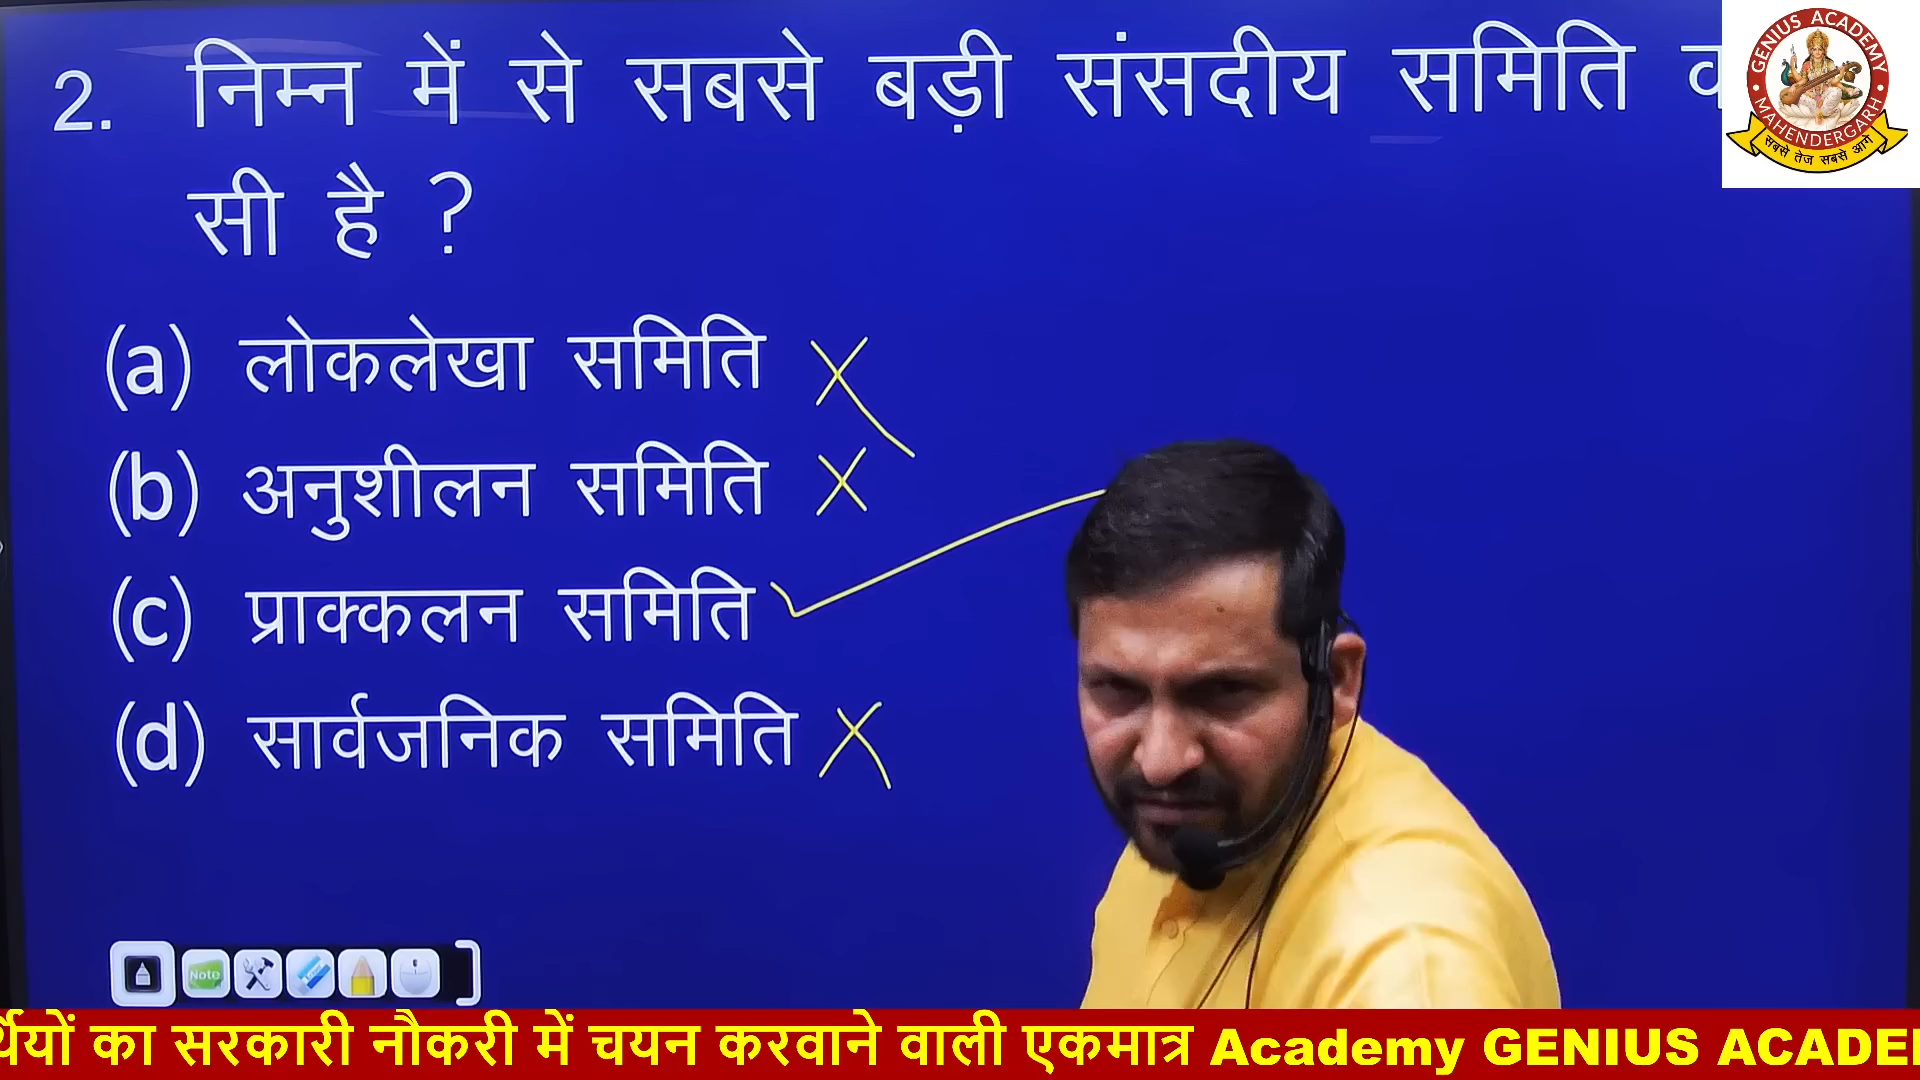 2. निम्न में से सबसे बड़ी संसदीय समिति
सी है ?
(a) लोकलेखा समिति
(b) अनुशीलन समिति
(c) प्राक्कलन समिति
(d) सार्वजनिक समिति
GENIUS ACADEMY
MAHENDERGARH
सबसे तेज सबसे आगे
Note
का सरकारी नौकरी में चयन करवाने वाली एकमात्र Academy GENIUS